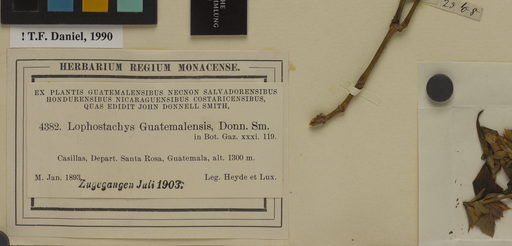 ! T.F. Daniel, 1990
HERBARIUM REGIUM MONACENSE.
EX PLANTIS GUATEMALENSIBUS NECNON SALVADORENSIBUS
HONDURENSIBUS NICARAGUENSIBUS COSTARICENSIBUS,
QUAS EDIDIT JOHN DONNELL SMITH,
4382. Lophostachys Guatemalensis, Donn. Sm.
in Bot. Gaz. xxxi. 119.
Casillas, Depart. Santa Rosa, Guatemala, alt. 1300 m.
M. Jan. 1893. Leg. Heyde et Lux.
Zugegangen Juli 1903.